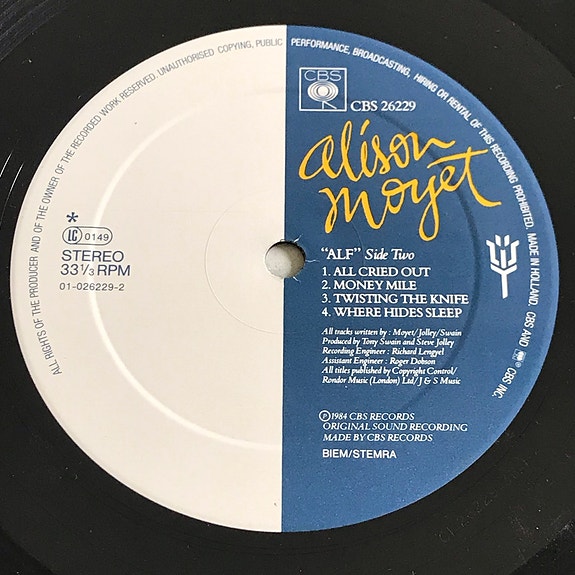 ALL RIGHTS OF THE PRODUCER AND OF THE OWNER OF THE RECORDED WORK RESERVED. UNAUTHORISED COPYING, PUBLIC PERFORMANCE, BROADCASTING, HIRING OR RENTAL OF THIS RECORDING PROHIBITED. MADE IN HOLLAND. CBS AND CBS INC.
CBS
CBS 26229
alison
moyet
*
LC 0149
STEREO
33⅓ RPM
01-026229-2
"ALF" Side Two
1. ALL CRIED OUT
2. MONEY MILE
3. TWISTING THE KNIFE
4. WHERE HIDES SLEEP
All tracks written by : Moyet/ Jolley/Swain
Produced by Tony Swain and Steve Jolley
Recording Engineer : Richard Lengyel
Assistant Engineer : Roger Dobson
All titles published by Copyright Control/
Rondor Music (London) Ltd/ J & S Music
Ⓟ1984 CBS RECORDS
ORIGINAL SOUND RECORDING
MADE BY CBS RECORDS
BIEM/STEMRA